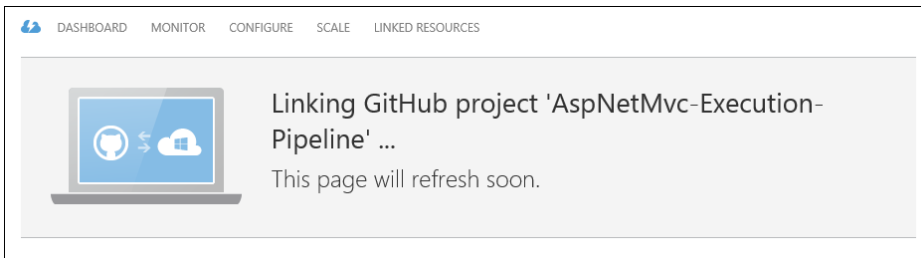 DASHBOARD MONITOR CONFIGURE SCALE LINKED RESOURCES
Linking GitHub project 'AspNetMvc-Execution-
Pipeline' ...
This page will refresh soon.